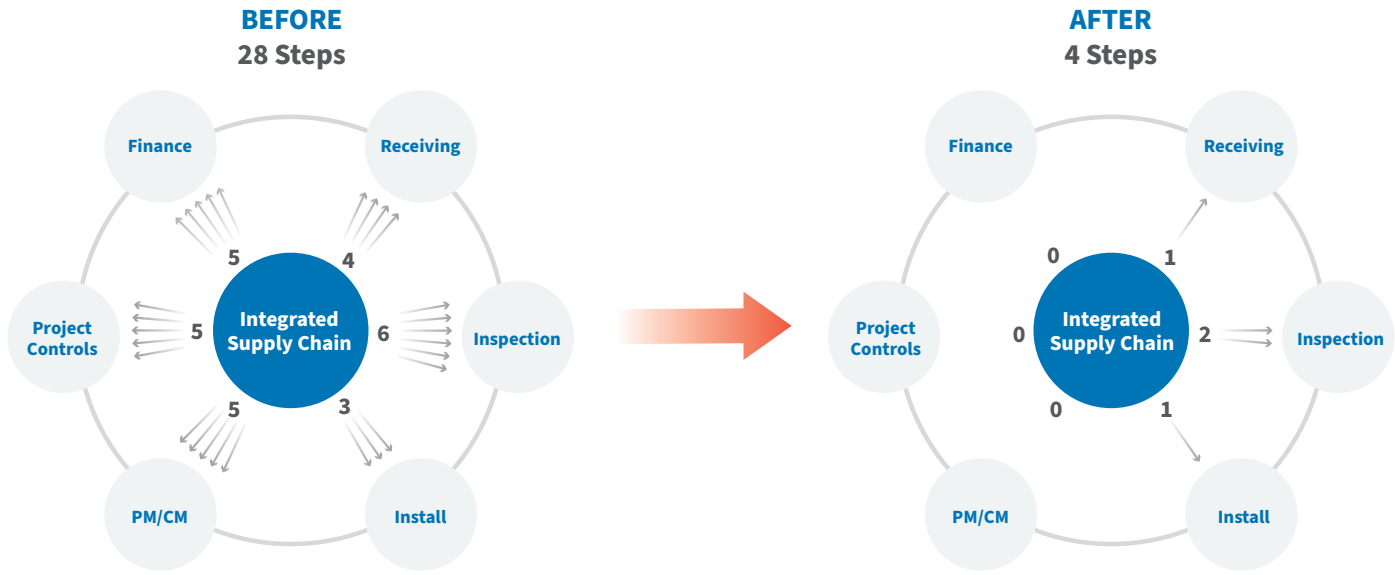 BEFORE
28 Steps
Finance
Receiving
5
4
Project
Controls
5
Integrated
Supply Chain
6
Inspection
5
3
PM/CM
Install
AFTER
4 Steps
Finance
Receiving
0
1
Project
Controls
0
Integrated
Supply Chain
2
Inspection
0
1
PM/CM
Install